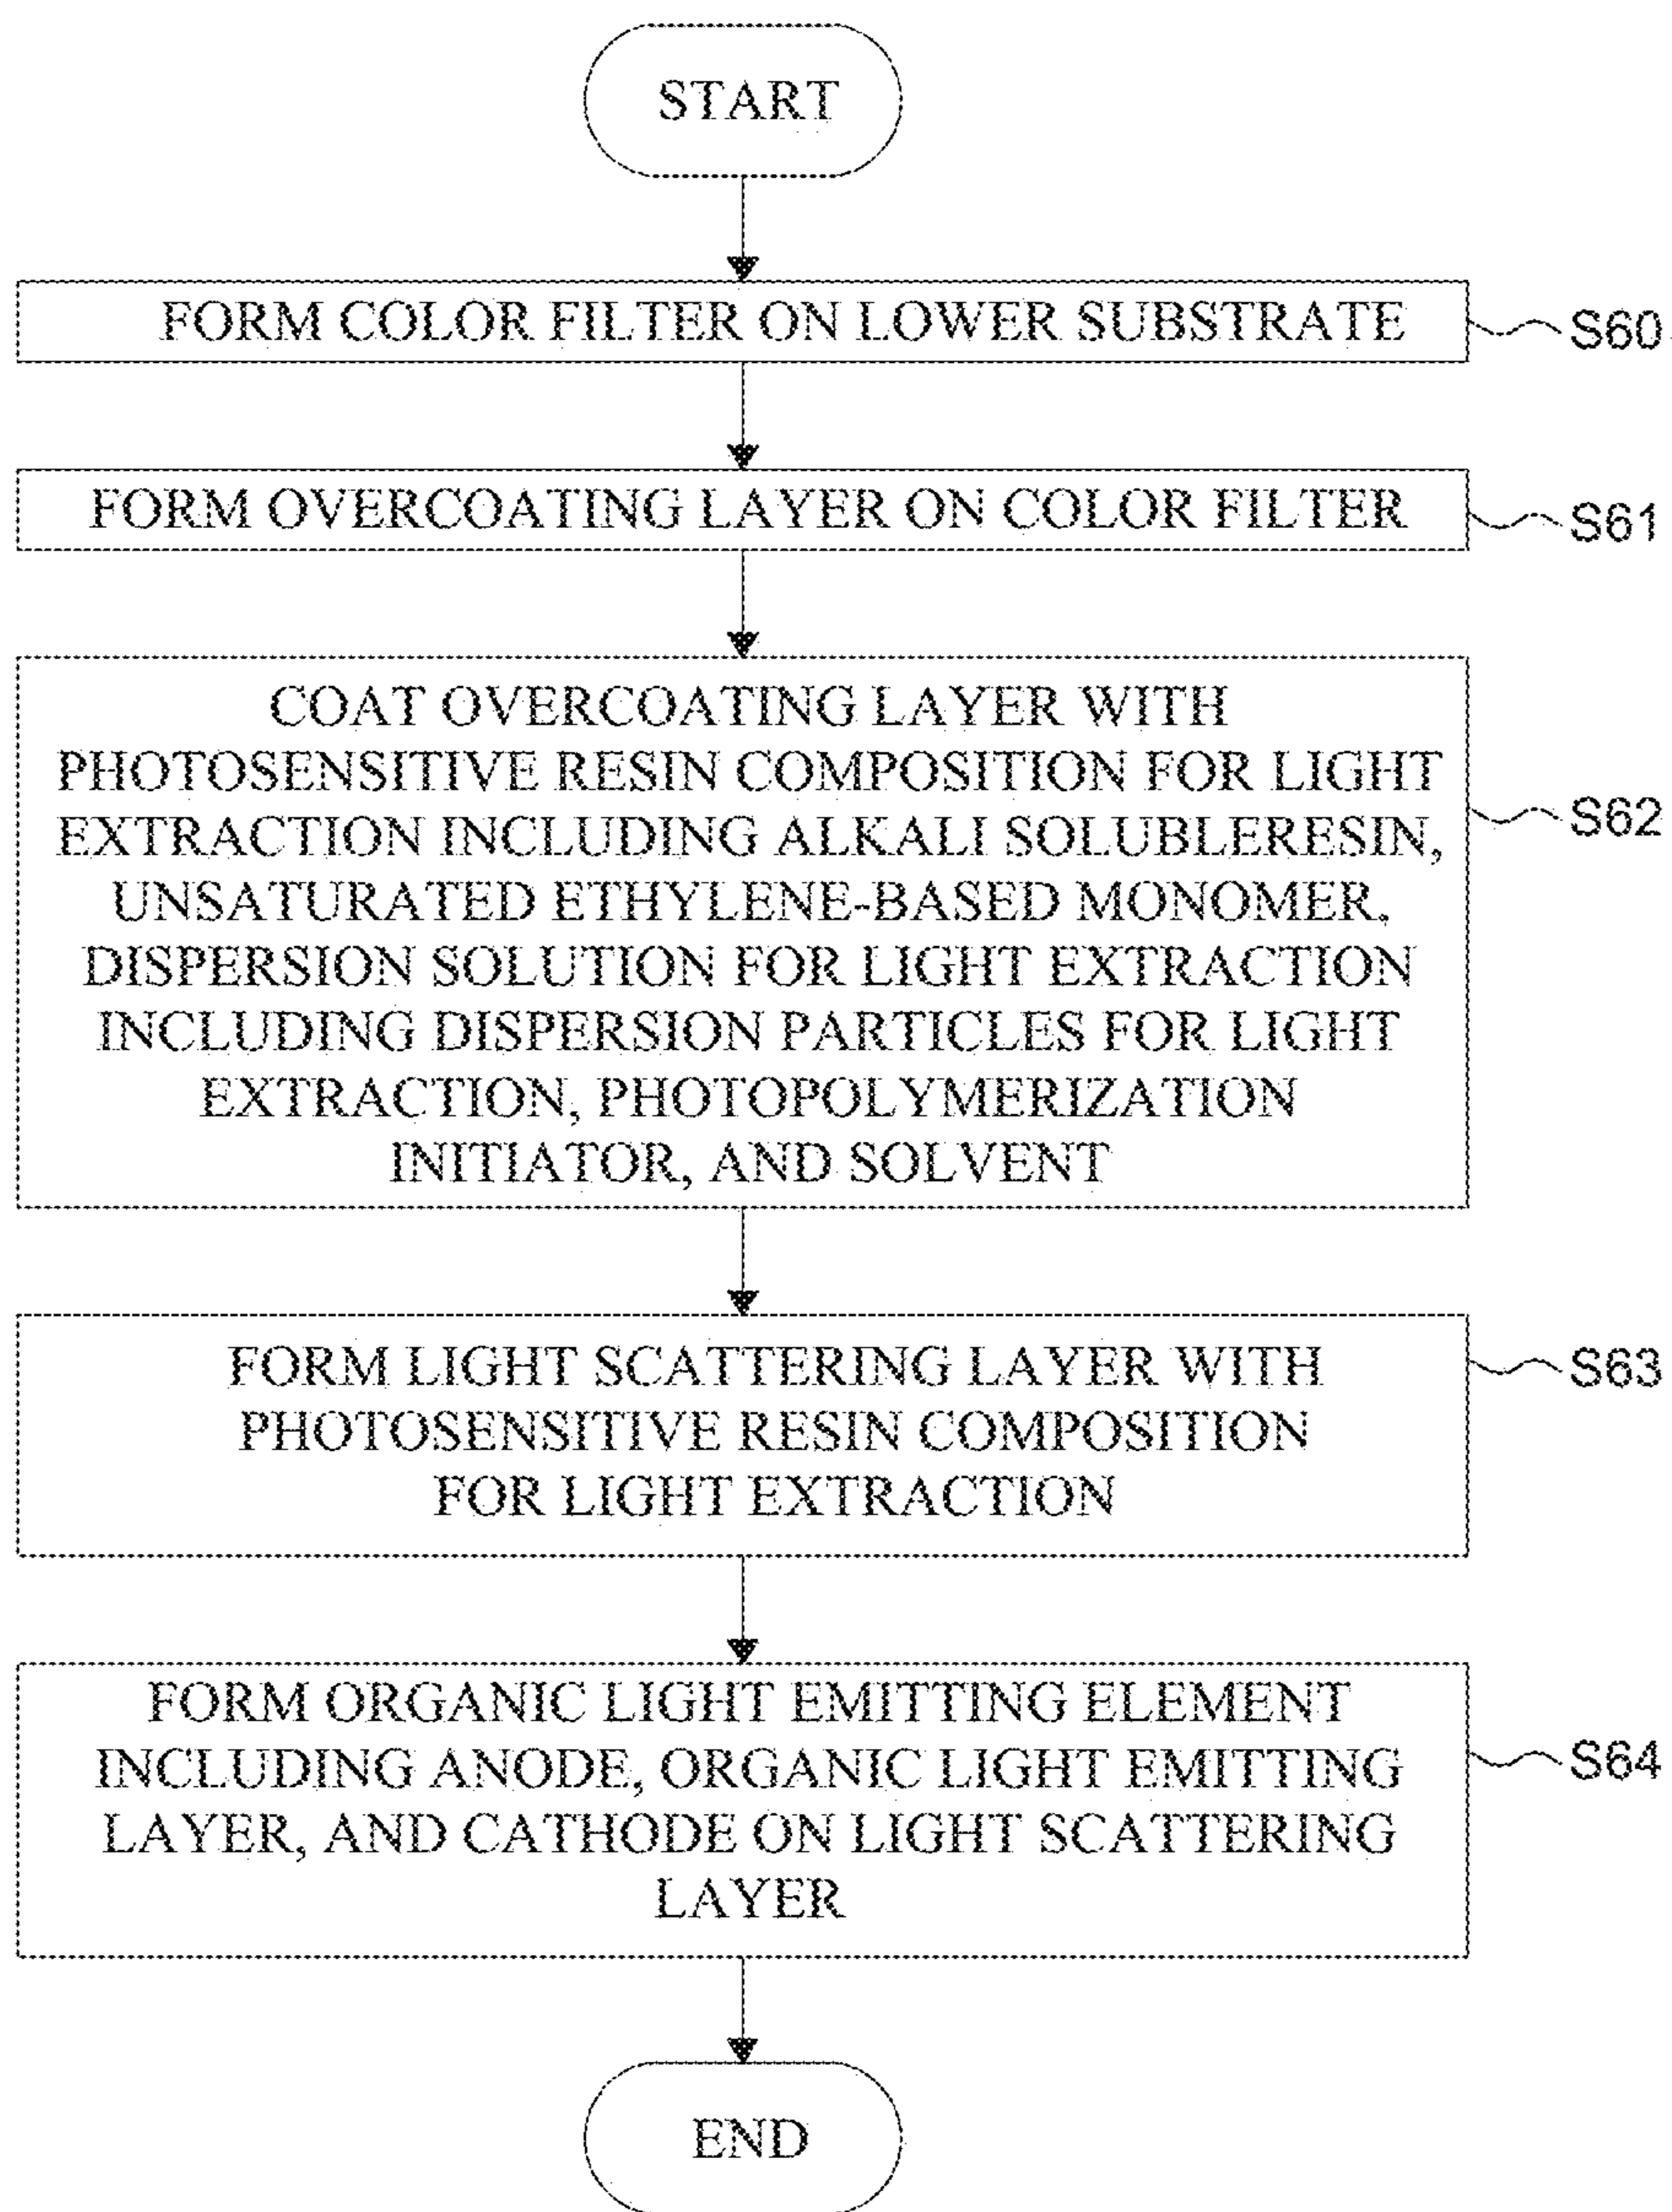 START
FORM COLOR FILTER ON LOWER SUBSTRATE
S60
FORM OVERCOATING LAYER ON COLOR FILTER
S61
COAT OVERCOATING LAYER WITH
PHOTOSENSITIVE RESIN COMPOSITION FOR LIGHT
EXTRACTION INCLUDING ALKALI SOLUBLERESIN,
UNSATURATED ETHYLENE-BASED MONOMER,
DISPERSION SOLUTION FOR LIGHT EXTRACTION
INCLUDING DISPERSION PARTICLES FOR LIGHT
EXTRACTION, PHOTOPOLYMERIZATION
INITIATOR, AND SOLVENT
S62
FORM LIGHT SCATTERING LAYER WITH
PHOTOSENSITIVE RESIN COMPOSITION
FOR LIGHT EXTRACTION
S63
FORM ORGANIC LIGHT EMITTING ELEMENT
INCLUDING ANODE, ORGANIC LIGHT EMITTING
LAYER, AND CATHODE ON LIGHT SCATTERING
LAYER
S64
END